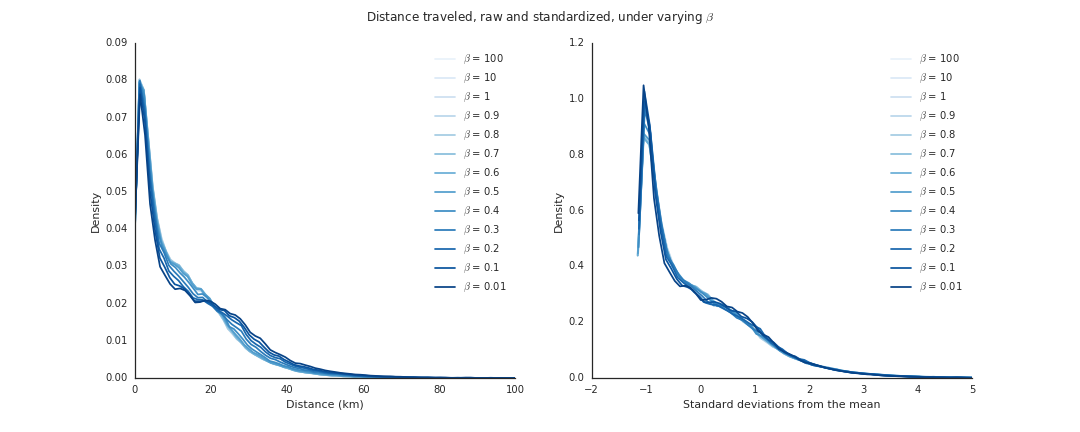 Distance traveled, raw and standardized, under varying β
0.09
0.08
0.07
0.06
0.05
0.04
0.03
0.02
0.01
0.00
Density
0 20 40 60 80 100
Distance (km)
β = 100
β = 10
β = 1
β = 0.9
β = 0.8
β = 0.7
β = 0.6
β = 0.5
β = 0.4
β = 0.3
β = 0.2
β = 0.1
β = 0.01
1.2
1.0
0.8
0.6
0.4
0.2
0.0
Density
−2 −1 0 1 2 3 4 5
Standard deviations from the mean
β = 100
β = 10
β = 1
β = 0.9
β = 0.8
β = 0.7
β = 0.6
β = 0.5
β = 0.4
β = 0.3
β = 0.2
β = 0.1
β = 0.01